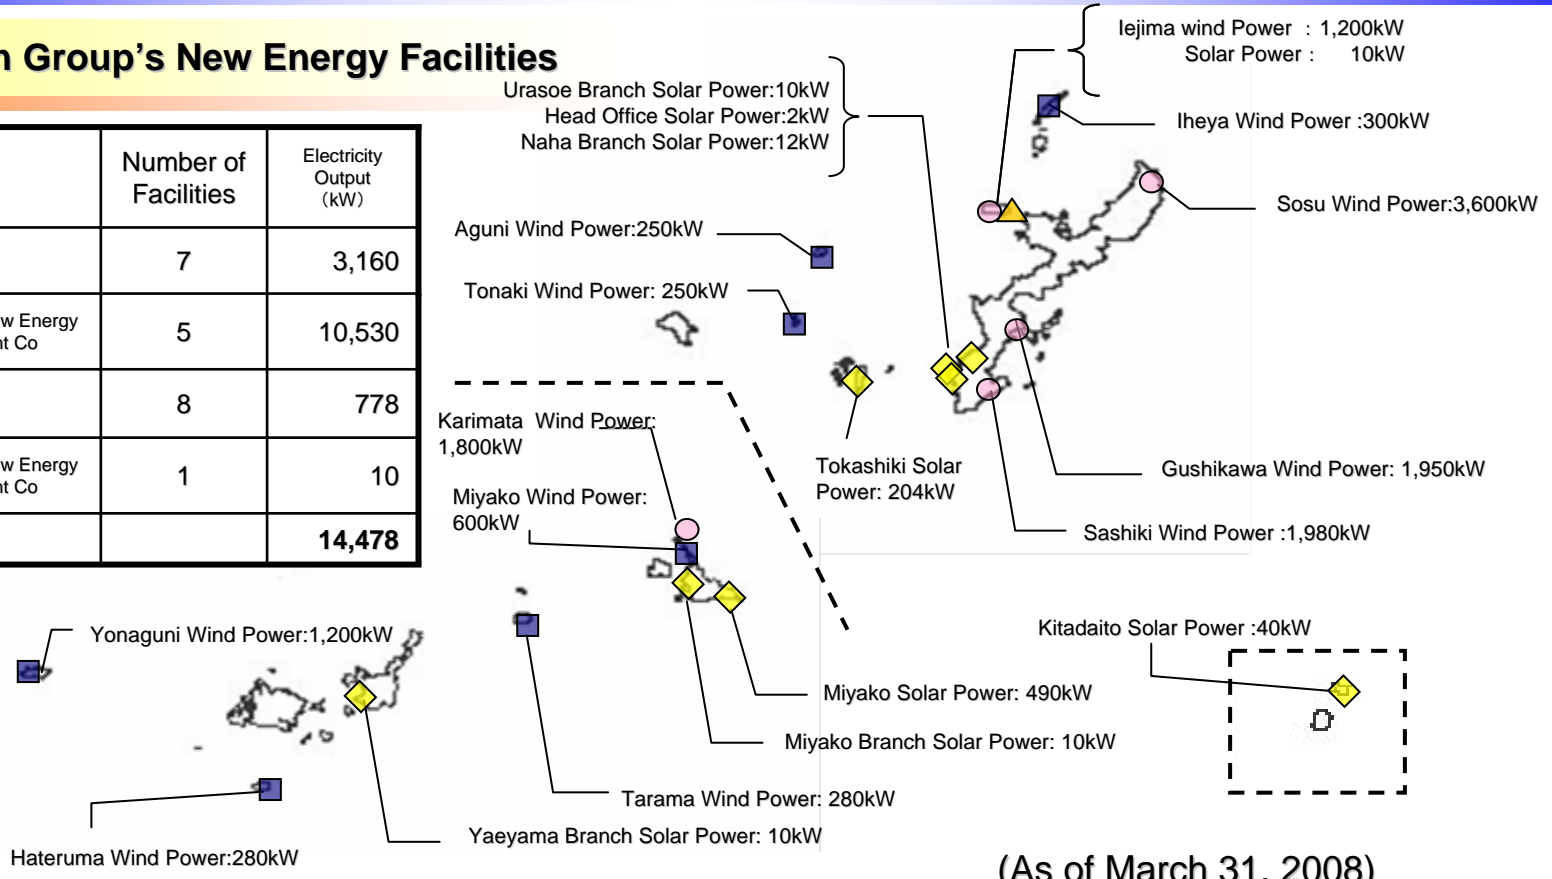 Group's New Energy Facilities
Number of
Facilities
Electricity
Output
（kW）
7
3,160
Energy
Co
5
10,530
8
778
Energy
Co
1
10
14,478
Iejima wind Power : 1,200kW
Solar Power : 10kW
Urasoe Branch Solar Power:10kW
Head Office Solar Power:2kW
Naha Branch Solar Power:12kW
Iheya Wind Power :300kW
Sosu Wind Power:3,600kW
Aguni Wind Power:250kW
Tonaki Wind Power: 250kW
Karimata Wind Power:
1,800kW
Miyako Wind Power:
600kW
Tokashiki Solar
Power: 204kW
Gushikawa Wind Power: 1,950kW
Sashiki Wind Power :1,980kW
Yonaguni Wind Power:1,200kW
Kitadaito Solar Power :40kW
Miyako Solar Power: 490kW
Miyako Branch Solar Power: 10kW
Tarama Wind Power: 280kW
Yaeyama Branch Solar Power: 10kW
Hateruma Wind Power:280kW
(As of March 31, 2008)